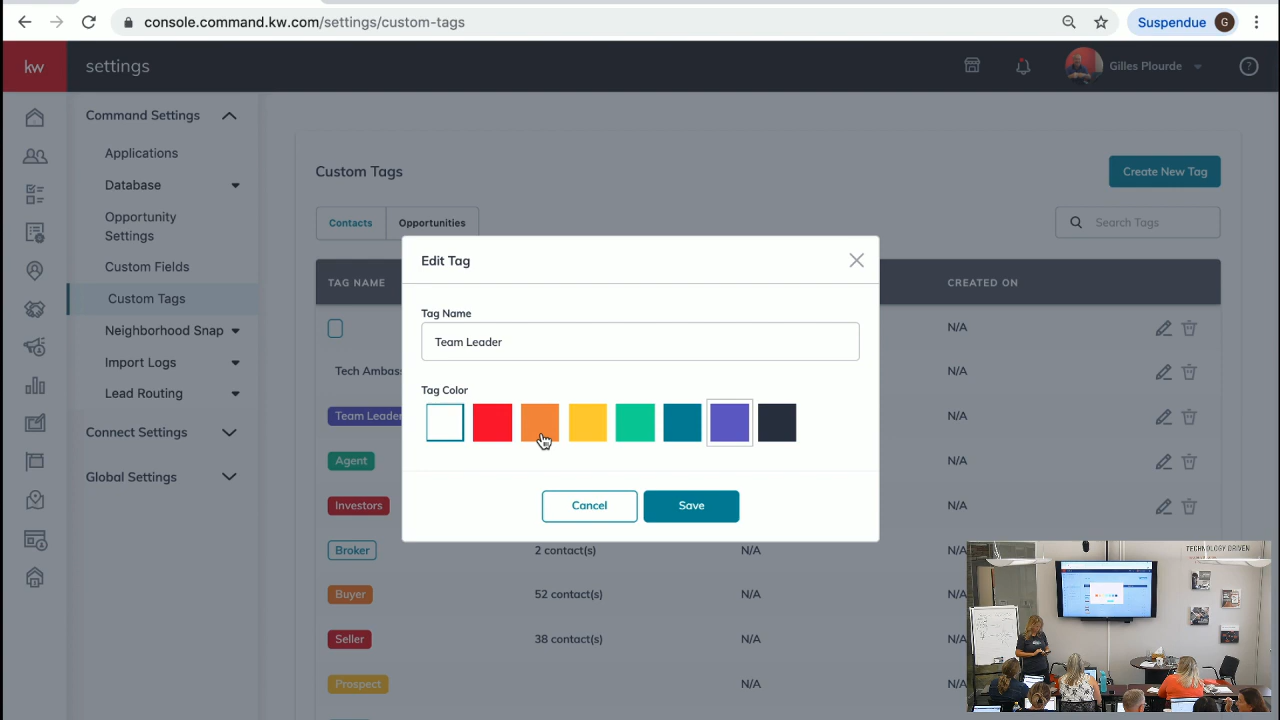 console.command.kw.com/settings/custom-tags
Suspendue G
kw
settings
Gilles Plourde
Command Settings
Applications
Database
Opportunity
Settings
Custom Fields
Custom Tags
Neighborhood Snap
Import Logs
Lead Routing
Connect Settings
Global Settings
Custom Tags
Create New Tag
Contacts
Opportunities
Search Tags
TAG NAME
CREATED ON
N/A
Tech Ambas
N/A
Team Leader
N/A
Agent
N/A
Investors
N/A
Broker
2 contact(s)
N/A
Buyer
52 contact(s)
N/A
Seller
38 contact(s)
N/A
N/A
Prospect
N/A
N/A
Edit Tag
Tag Name
Team Leader
Tag Color
Cancel
Save
TECHNOLOGY DRIVEN